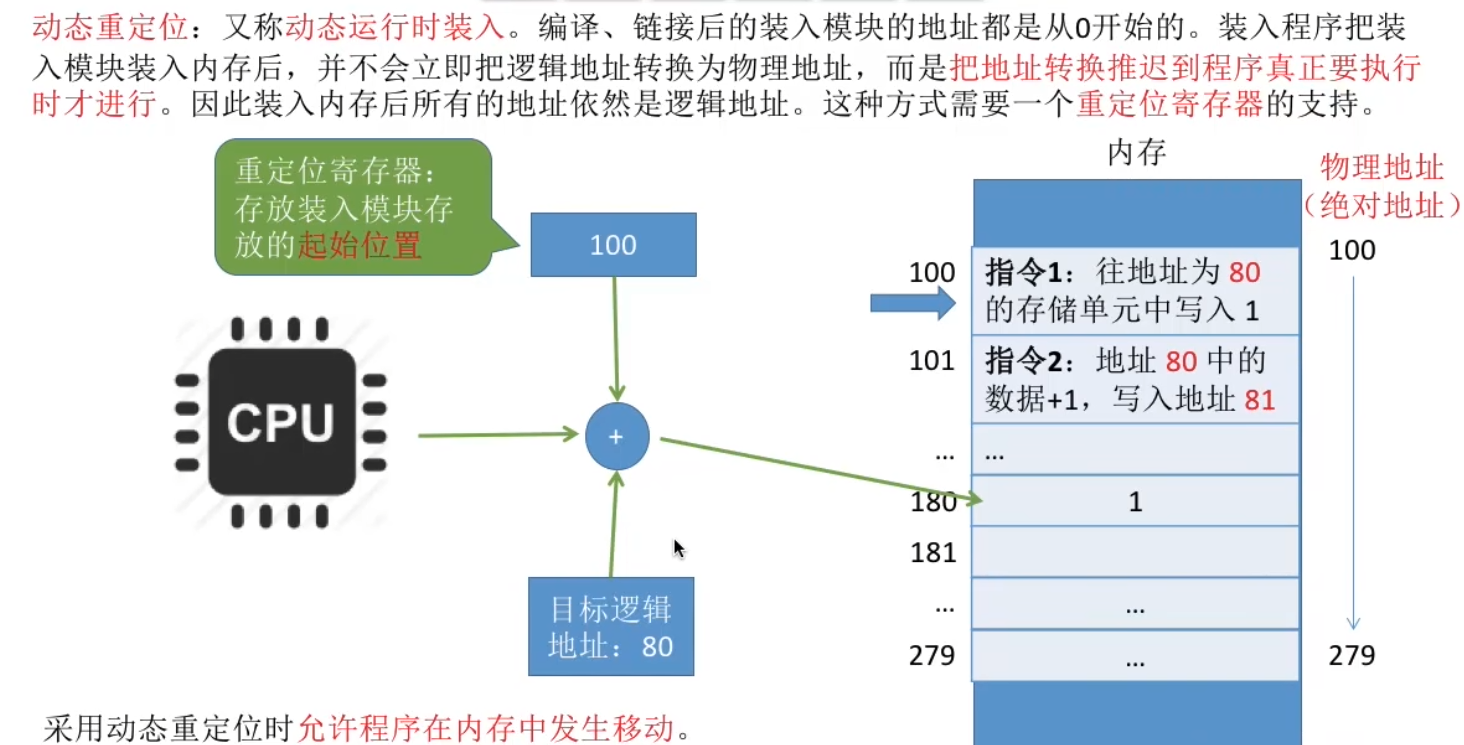 动态重定位：又称动态运行时装入。编译、链接后的装入模块的地址都是从0开始的。装入程序把装
入模块装入内存后，并不会立即把逻辑地址转换为物理地址，而是把地址转换推迟到程序真正要执行
时才进行。因此装入内存后所有的地址依然是逻辑地址。这种方式需要一个重定位寄存器的支持。
重定位寄存器：
存放装入模块存
放的起始位置
100
CPU
+
目标逻辑
地址：80
内存
物理地址
（绝对地址）
100
100
指令1：往地址为 80
的存储单元中写入 1
101
指令2：地址 80 中的
数据+1，写入地址 81
...
...
180
1
181
...
...
279
...
279
采用动态重定位时允许程序在内存中发生移动。